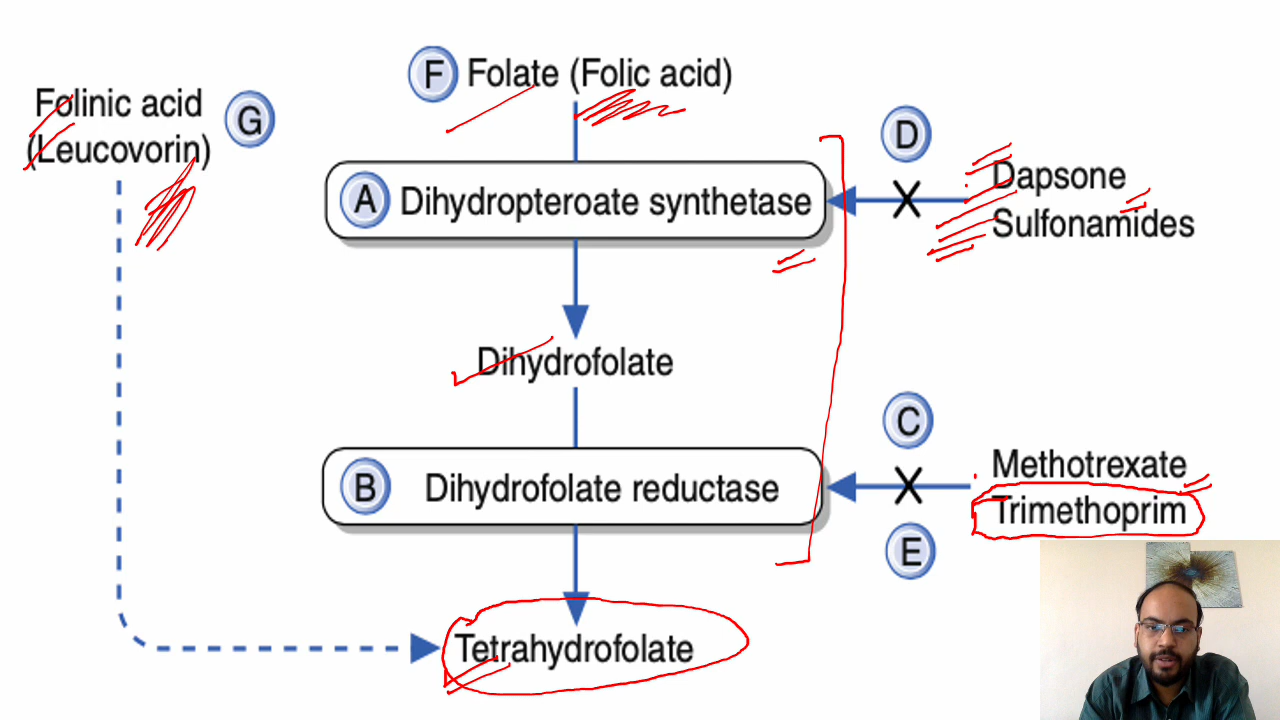 F Folate (Folic acid)
Folinic acid
(Leucovorin)
G
D
A Dihydropteroate synthetase
Dapsone
Sulfonamides
Dihydrofolate
C
B Dihydrofolate reductase
Methotrexate
Trimethoprim
E
Tetrahydrofolate